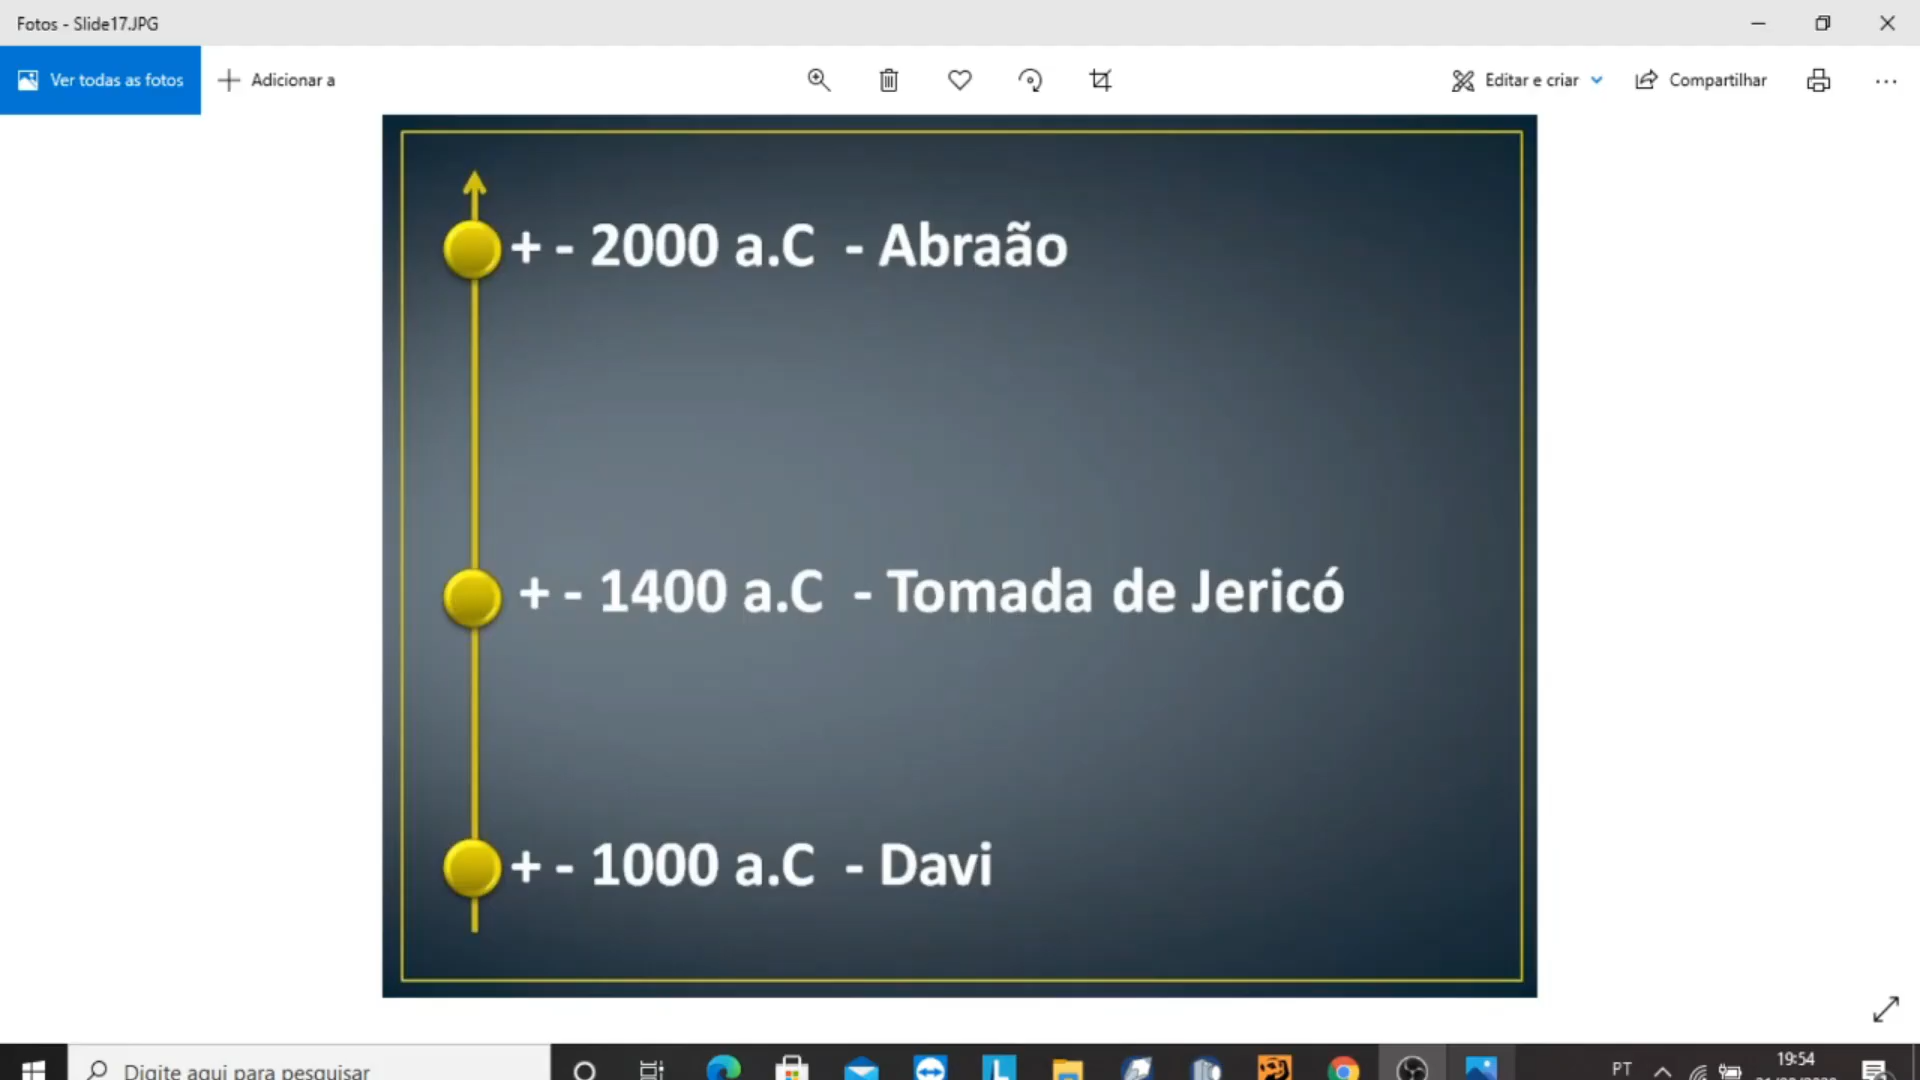 Fotos - Slide17.JPG
Ver todas as fotos
Adicionar a
Editar e criar
Compartilhar
+ - 2000 a.C - Abraão
+ - 1400 a.C - Tomada de Jericó
+ - 1000 a.C - Davi
Digite aqui para pesquisar
PT
19:54